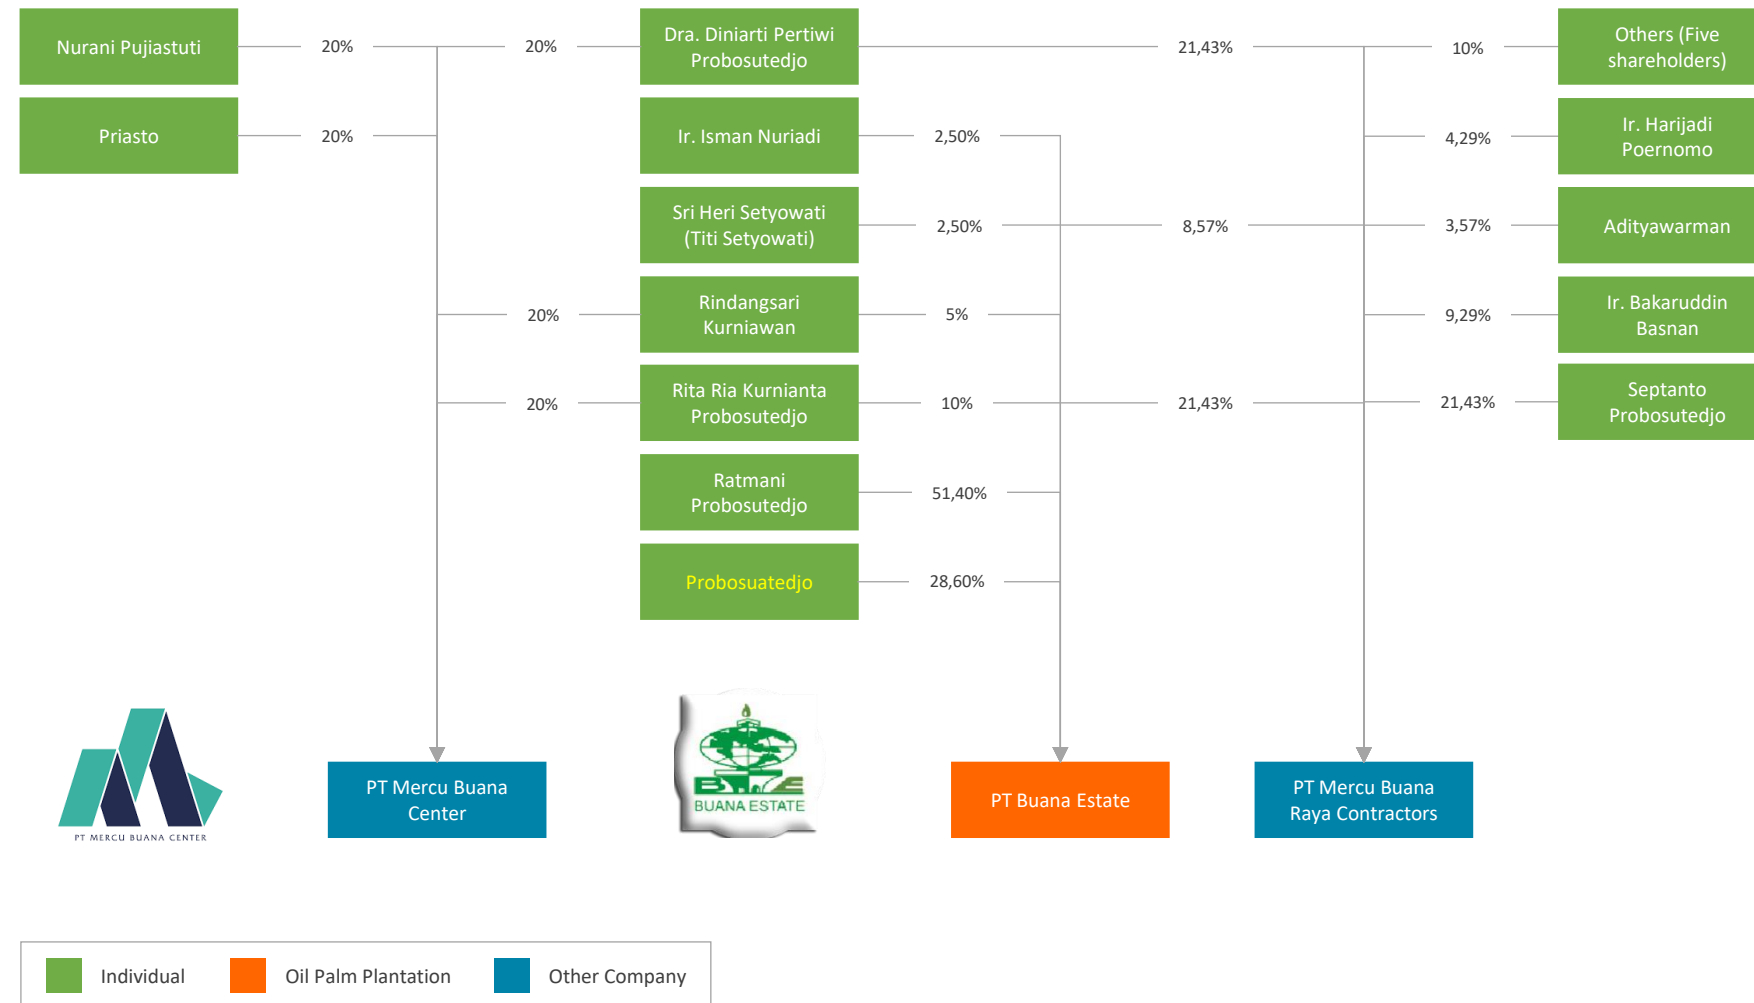 Nurani Pujiastuti
20%
20%
Dra. Diniarti Pertiwi
Probosutedjo
21,43%
10%
Others (Five
shareholders)
Priasto
20%
Ir. Isman Nuriadi
2,50%
4,29%
Ir. Harijadi
Poernomo
Sri Heri Setyowati
(Titi Setyowati)
2,50%
8,57%
3,57%
Adityawarman
20%
Rindangsari
Kurniawan
5%
9,29%
Ir. Bakaruddin
Basnan
20%
Rita Ria Kurnianta
Probosutedjo
10%
21,43%
21,43%
Septanto
Probosutedjo
Ratmani
Probosutedjo
51,40%
Probosuatedjo
28,60%
PT MERCU BUANA CENTER
PT Mercu Buana
Center
BUANA ESTATE
PT Buana Estate
PT Mercu Buana
Raya Contractors
Individual
Oil Palm Plantation
Other Company